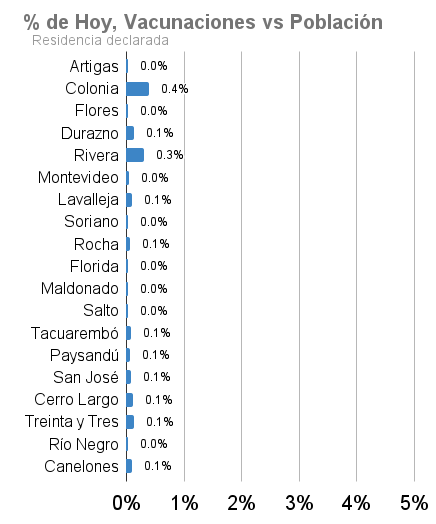 % de Hoy, Vacunaciones vs Población
Residencia declarada
Artigas 0.0%
Colonia 0.4%
Flores 0.0%
Durazno 0.1%
Rivera 0.3%
Montevideo 0.0%
Lavalleja 0.1%
Soriano 0.0%
Rocha 0.1%
Florida 0.0%
Maldonado 0.0%
Salto 0.0%
Tacuarembó 0.1%
Paysandú 0.1%
San José 0.1%
Cerro Largo 0.1%
Treinta y Tres 0.1%
Río Negro 0.0%
Canelones 0.1%
0% 1% 2% 3% 4% 5%